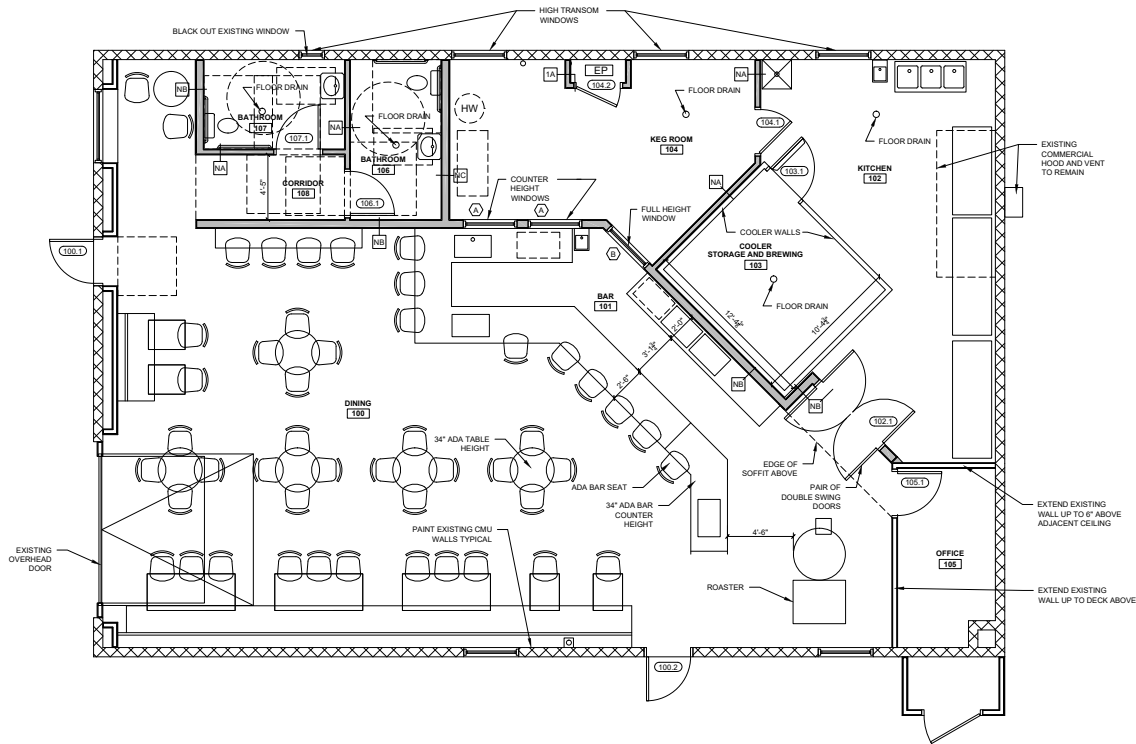 HIGH TRANSOM
WINDOWS
BLACK OUT EXISTING WINDOW
NB
FLOOR DRAIN
BATHROOM
107
107.1
NA
NA
FLOOR DRAIN
BATHROOM
106
NC
CORRIDOR
108
4'-5"
106.1
NB
HW
1A
EP
104.2
FLOOR DRAIN
KEG ROOM
104
NA
104.1
103.1
NA
FLOOR DRAIN
KITCHEN
102
EXISTING
COMMERCIAL
HOOD AND VENT
TO REMAIN
COUNTER
HEIGHT
WINDOWS
A
A
FULL HEIGHT
WINDOW
B
COOLER WALLS
COOLER
STORAGE AND BREWING
103
FLOOR DRAIN
100.1
BAR
101
2'-0"
2'-6"
NB
NB
102.1
DINING
100
34" ADA TABLE
HEIGHT
ADA BAR SEAT
34" ADA BAR
COUNTER
HEIGHT
EDGE OF
SOFFIT ABOVE
PAIR OF
DOUBLE SWING
DOORS
105.1
EXTEND EXISTING
WALL UP TO 6" ABOVE
ADJACENT CEILING
PAINT EXISTING CMU
WALLS TYPICAL
4'-6"
EXISTING
OVERHEAD
DOOR
OFFICE
105
ROASTER
EXTEND EXISTING
WALL UP TO DECK ABOVE
100.2